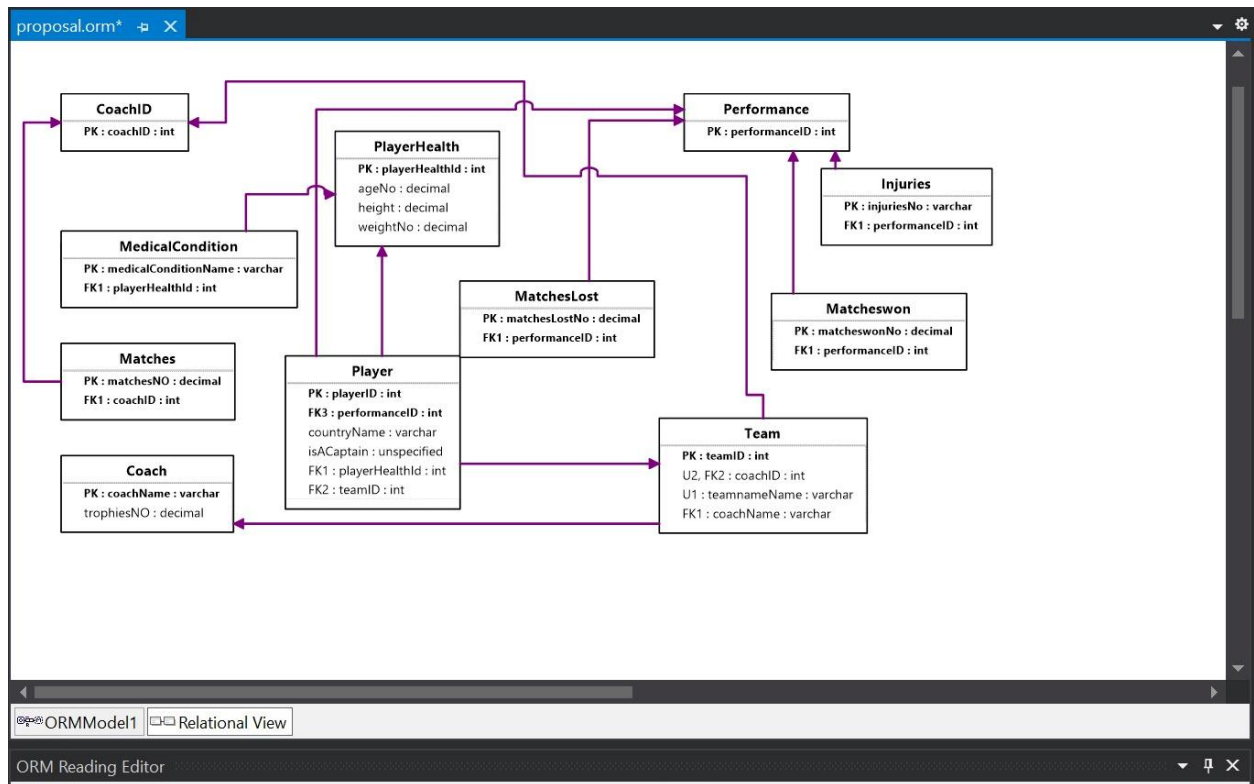 proposal.orm*
CoachID
PK : coachID : int
Performance
PK : performanceID : int
PlayerHealth
PK : playerHealthId : int
ageNo : decimal
height : decimal
weightNo : decimal
Injuries
PK : injuriesNo : varchar
FK1 : performanceID : int
MedicalCondition
PK : medicalConditionName : varchar
FK1 : playerHealthId : int
MatchesLost
PK : matchesLostNo : decimal
FK1 : performanceID : int
Matcheswon
PK : matcheswonNo : decimal
FK1 : performanceID : int
Matches
PK : matchesNO : decimal
FK1 : coachID : int
Player
PK : playerID : int
FK3 : performanceID : int
countryName : varchar
isACaptain : unspecified
FK1 : playerHealthId : int
FK2 : teamID : int
Team
PK : teamID : int
U2, FK2 : coachID : int
U1 : teamnameName : varchar
FK1 : coachName : varchar
Coach
PK : coachName : varchar
trophiesNO : decimal
ORMModel1
Relational View
ORM Reading Editor